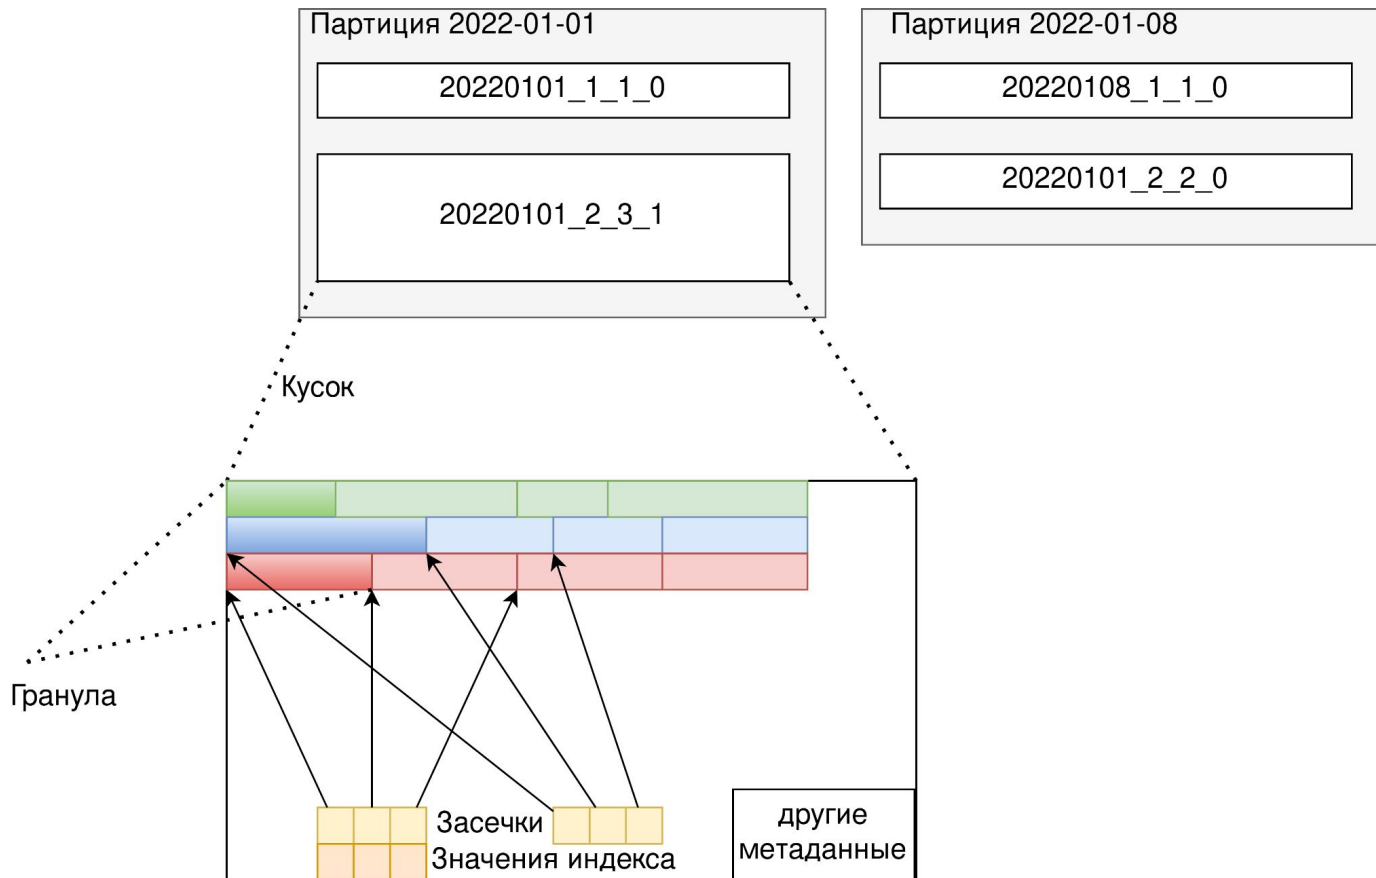 Партиция 2022-01-01
20220101_1_1_0
20220101_2_3_1
Партиция 2022-01-08
20220108_1_1_0
20220101_2_2_0
Кусок
Гранула
Засечки
Значения индекса
другие
метаданные